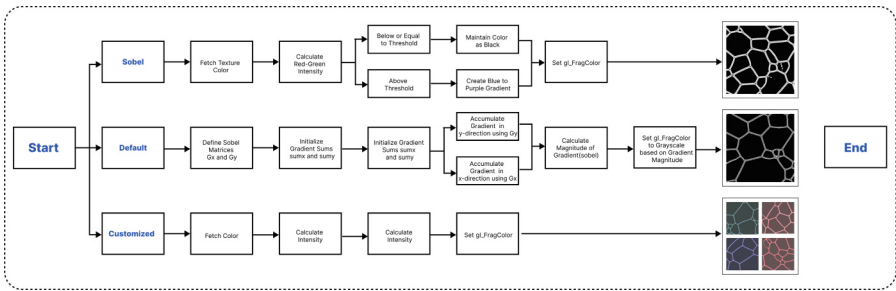 Start
Sobel
Fetch Texture
Color
Calculate
Red-Green
Intensity
Below or Equal
to Threshold
Maintain Color
as Black
Above
Threshold
Create Blue to
Purple Gradient
Set gl_FragColor
Default
Define Sobel
Matrices
Gx and Gy
Initialize Gradient
Sums sumx
and sumy
Initialize Gradient
Sums sumx
and sumy
Accumulate
Gradient in
y-direction using Gy
Accumulate
Gradient in
x-direction using Gx
Calculate
Magnitude of
Gradient(sobel)
Set gl_FragColor
to Grayscale
based on Gradient
Magnitude
Customized
Fetch Color
Calculate
Intensity
Calculate
Intensity
Set gl_FragColor
End